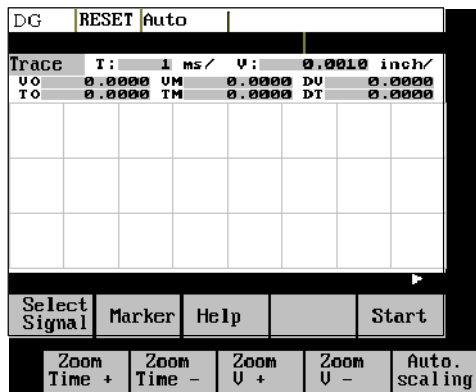 DG RESET Auto
Trace T: 1 ms/ V: 0.0010 inch/
VO 0.0000 VM 0.0000 DV 0.0000
TO 0.0000 TM 0.0000 DT 0.0000
Select Signal Marker Help Start
Zoom Time + Zoom Time - Zoom V + Zoom V - Auto. scaling